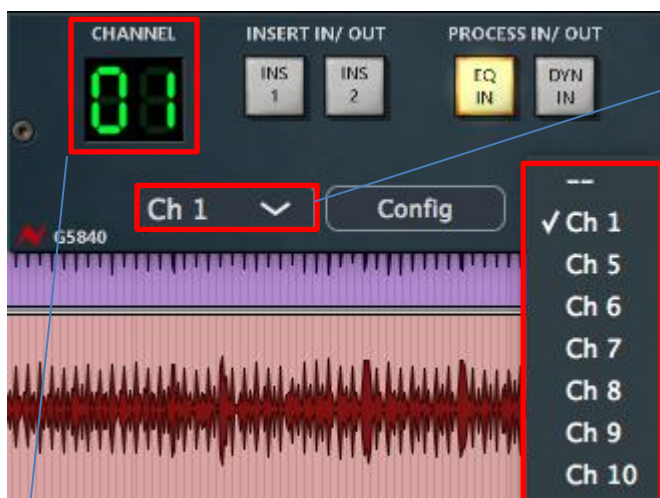 CHANNEL INSERT IN/ OUT PROCESS IN/ OUT
01
INS 1
INS 2
EQ IN
DYN IN
Ch 1
Config
G5840
--
✓ Ch 1
Ch 5
Ch 6
Ch 7
Ch 8
Ch 9
Ch 10